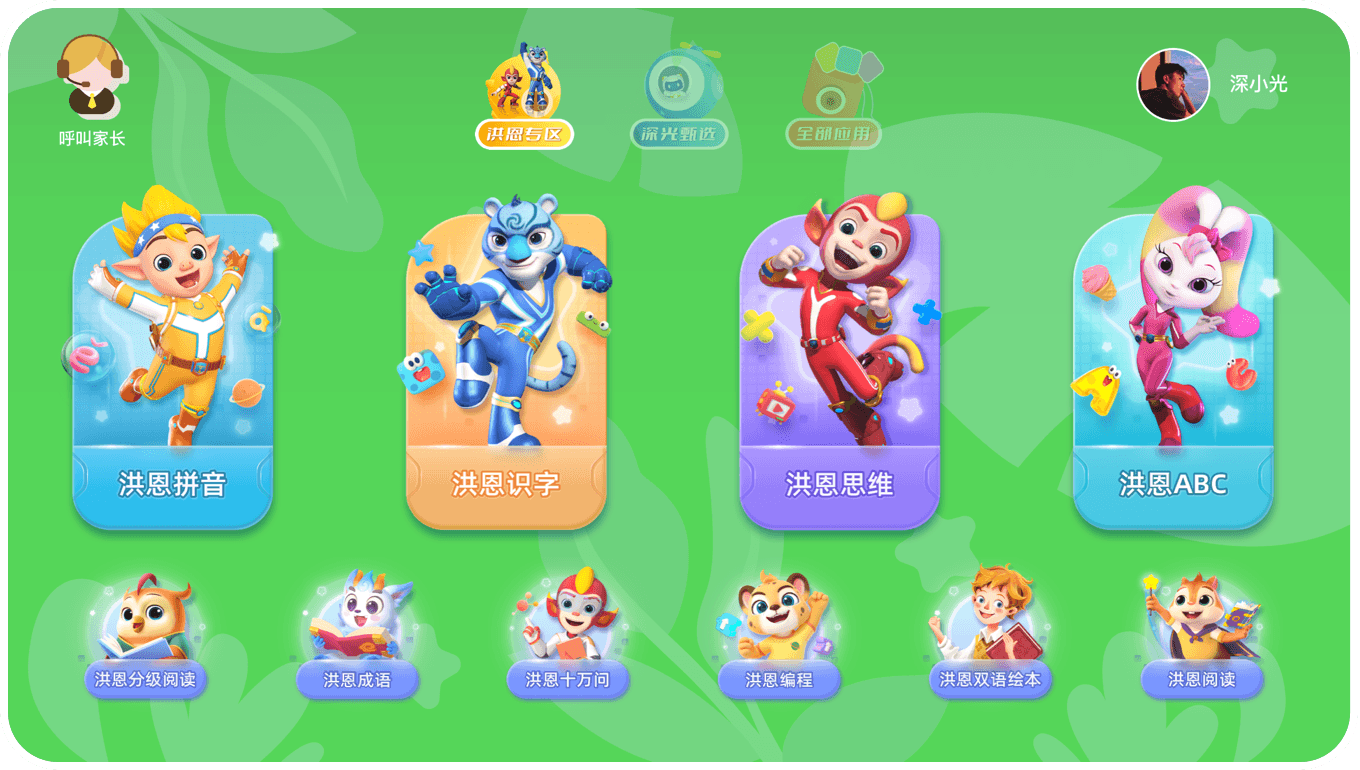 洪恩专区
深光甄选
全部应用
深小光
呼叫家长
洪恩拼音
洪恩识字
洪恩思维
洪恩ABC
洪恩分级阅读
洪恩成语
洪恩十万问
洪恩编程
洪恩双语绘本
洪恩阅读